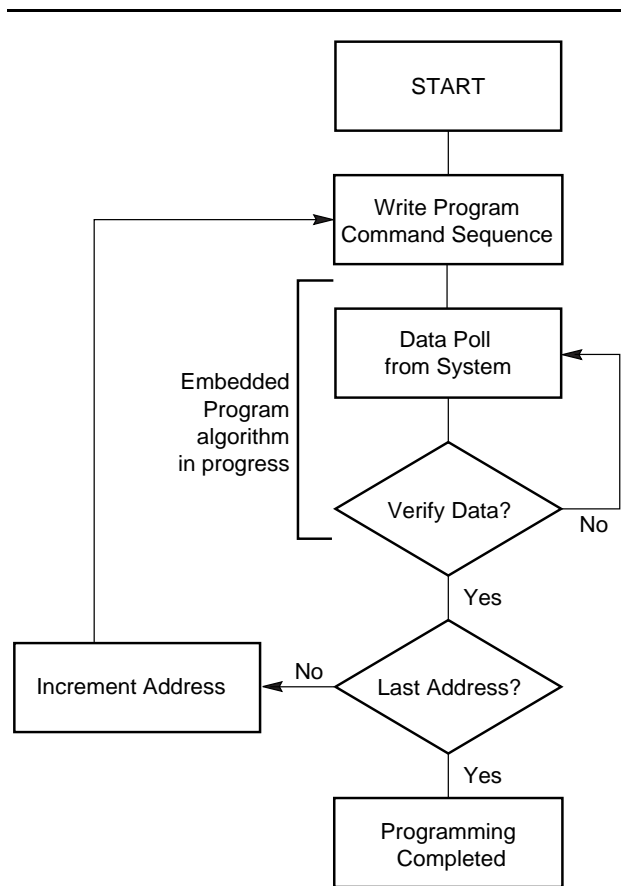 START
Write Program
Command Sequence
Data Poll
from System
Embedded
Program
algorithm
in progress
Verify Data?
No
Yes
Increment Address
No
Last Address?
Yes
Programming
Completed